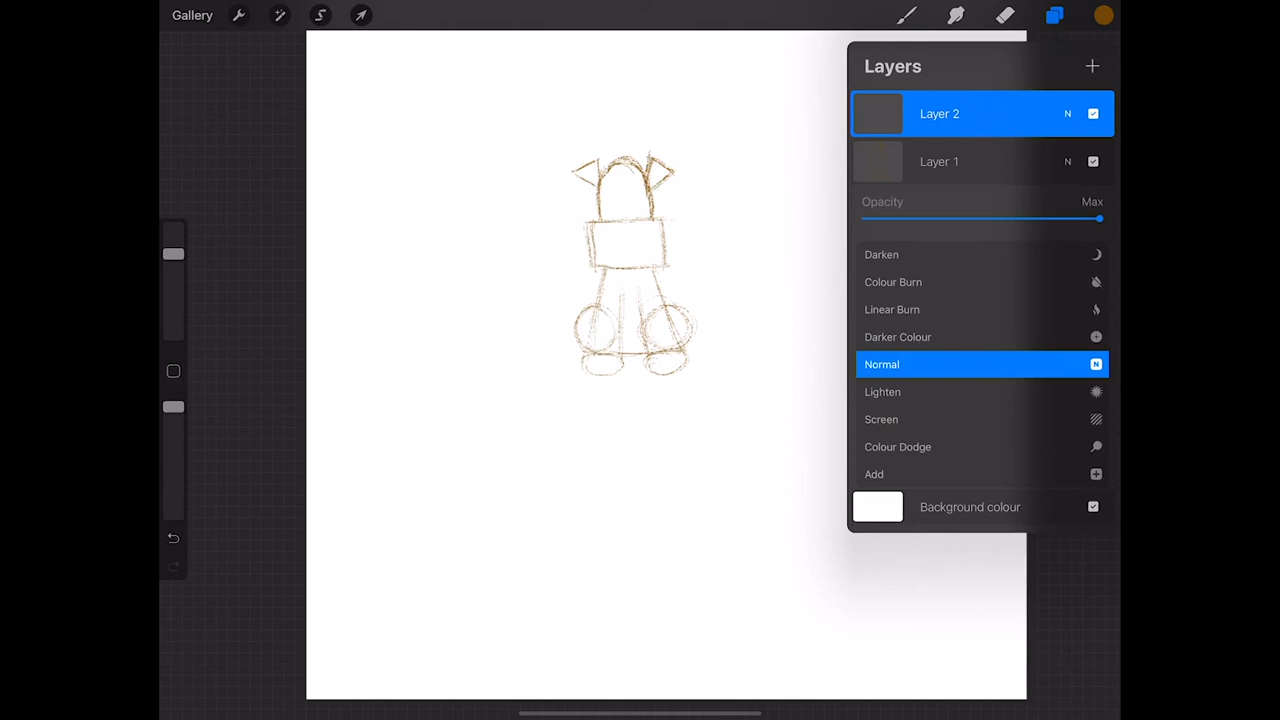 Gallery
Layers
Layer 2 N
Layer 1 N
Opacity Max
Darken
Colour Burn
Linear Burn
Darker Colour
Normal N
Lighten
Screen
Colour Dodge
Add
Background colour